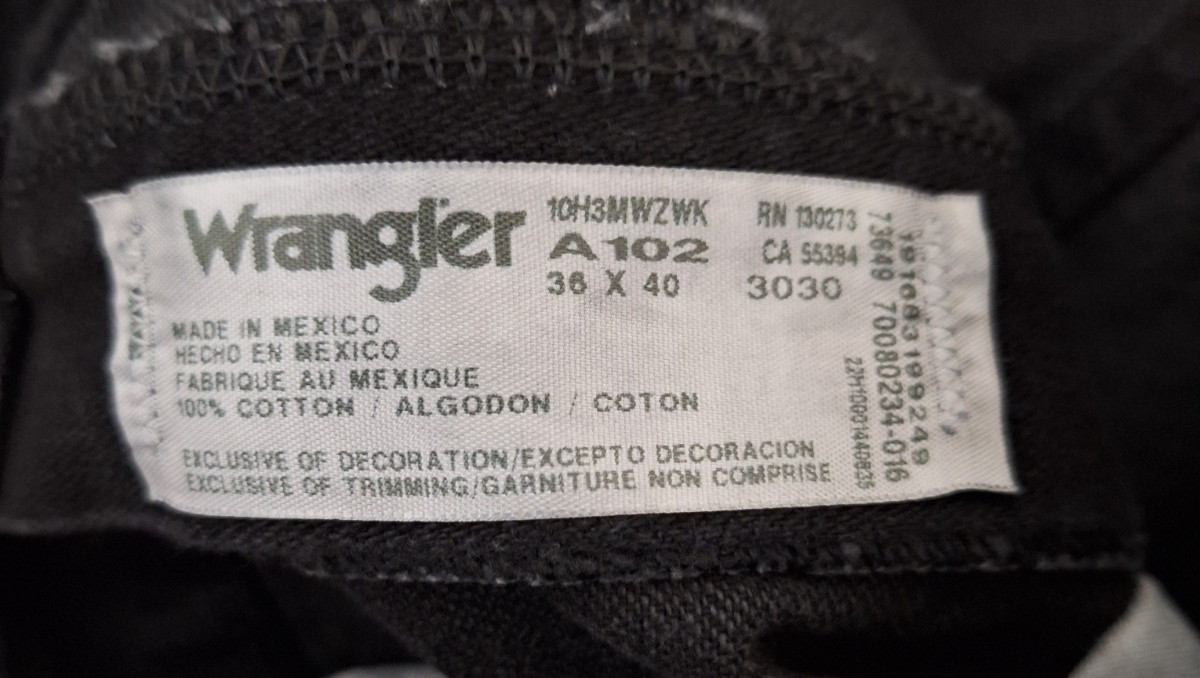 Wrangler
10H3MWZWK
A102
36 X 40
RN 130273
CA 55394
3030
MADE IN MEXICO
HECHO EN MEXICO
FABRIQUE AU MEXIQUE
100% COTTON / ALGODON / COTON
EXCLUSIVE OF DECORATION/EXCEPTO DECORACION
EXCLUSIVE OF TRIMMING/GARNITURE NON COMPRISE
73649 70080234-016